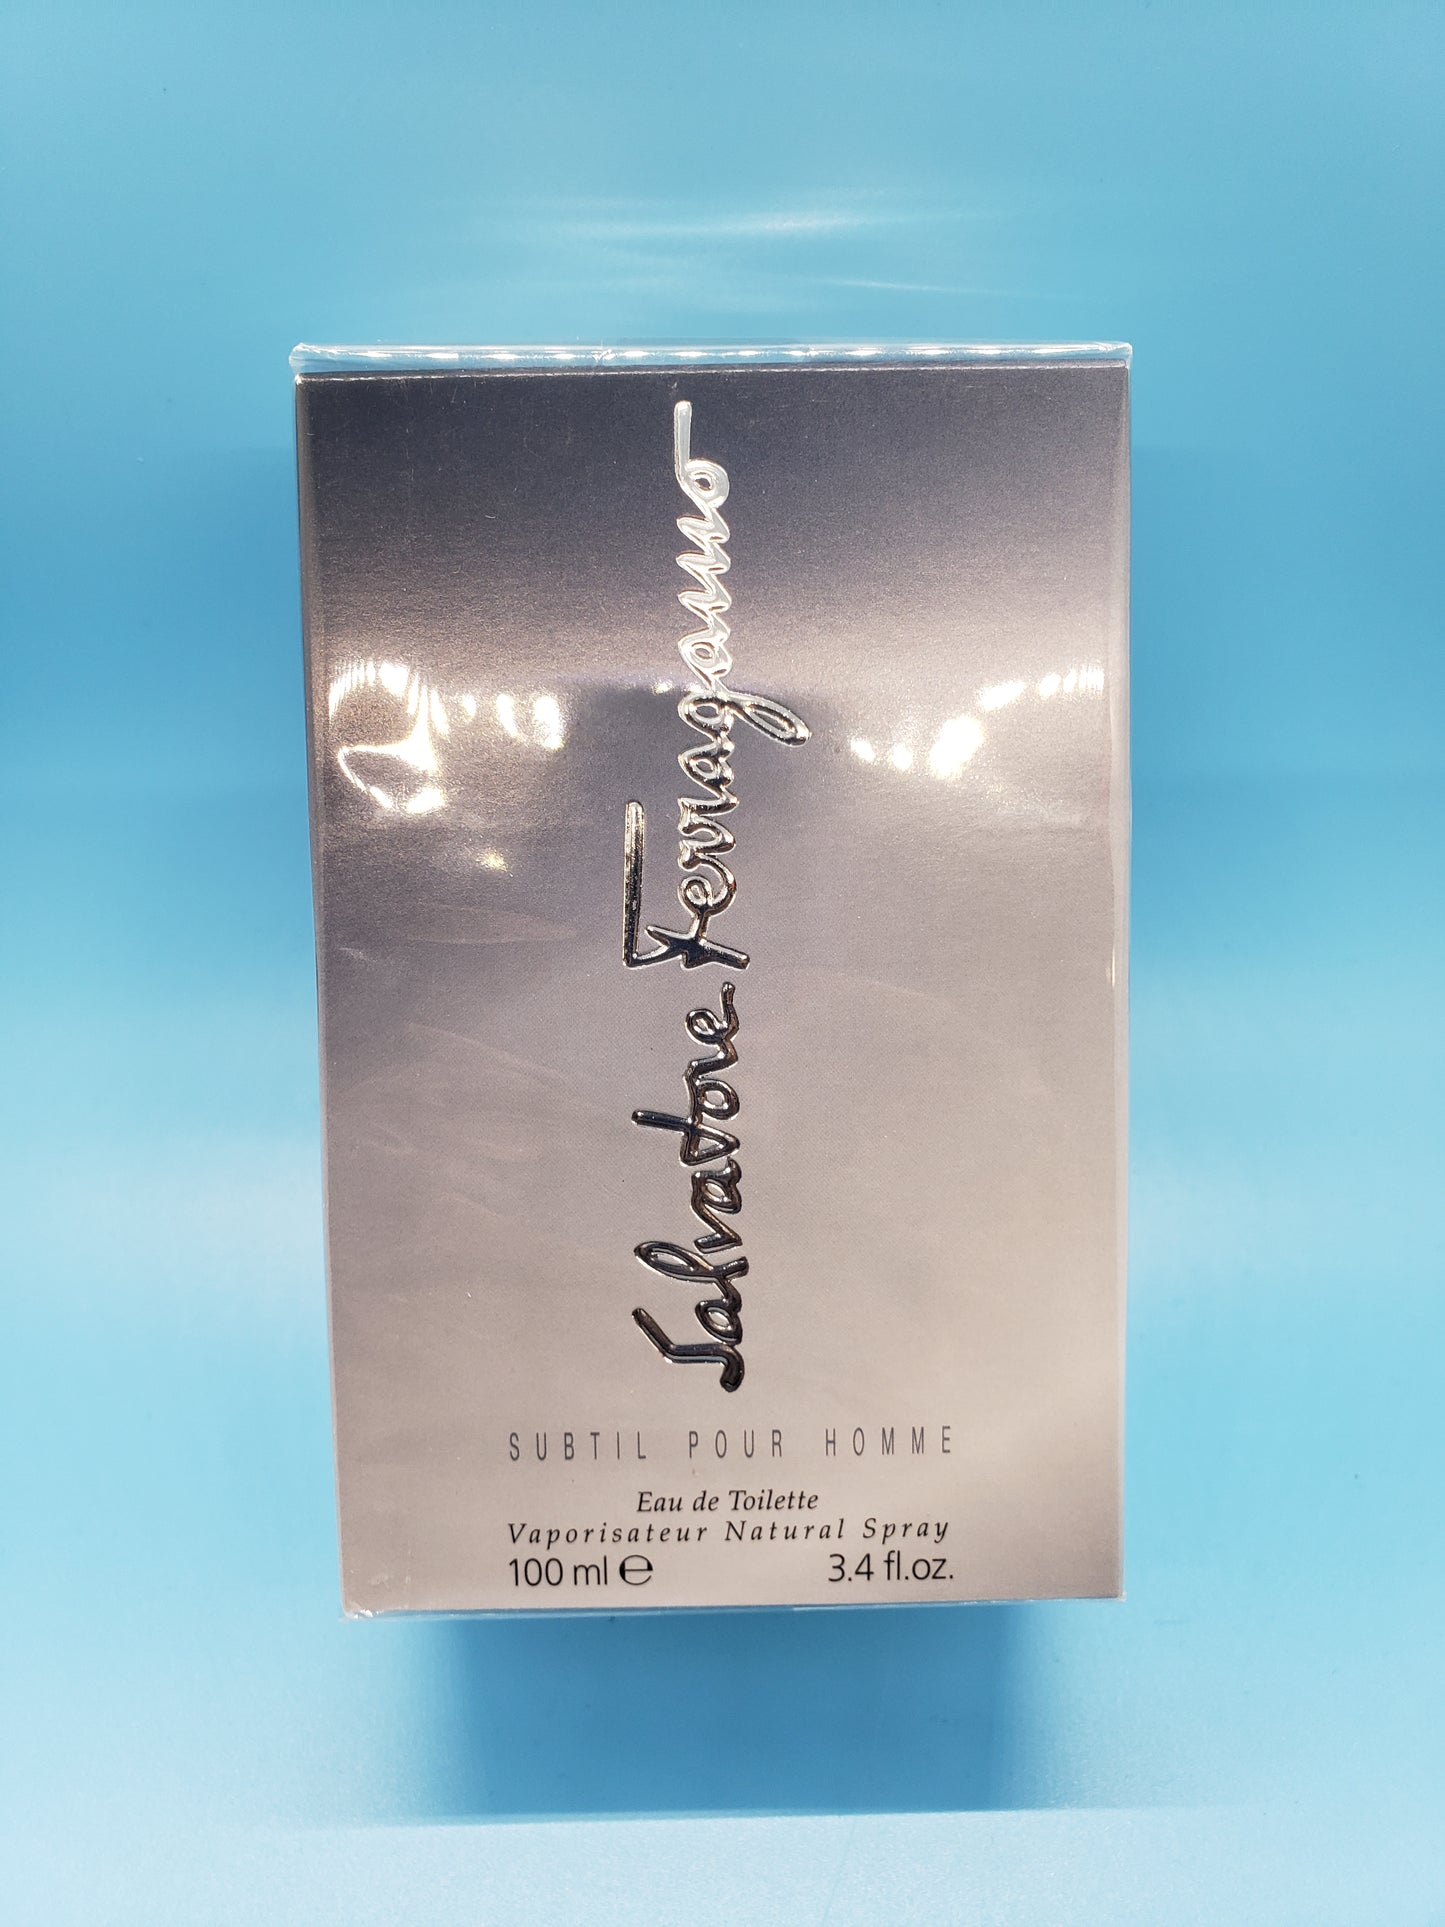 Salvatore Ferragamo
SUBTIL POUR HOMME
Eau de Toilette
Vaporisateur Natural Spray
100 ml ℮ 3.4 fl.oz.